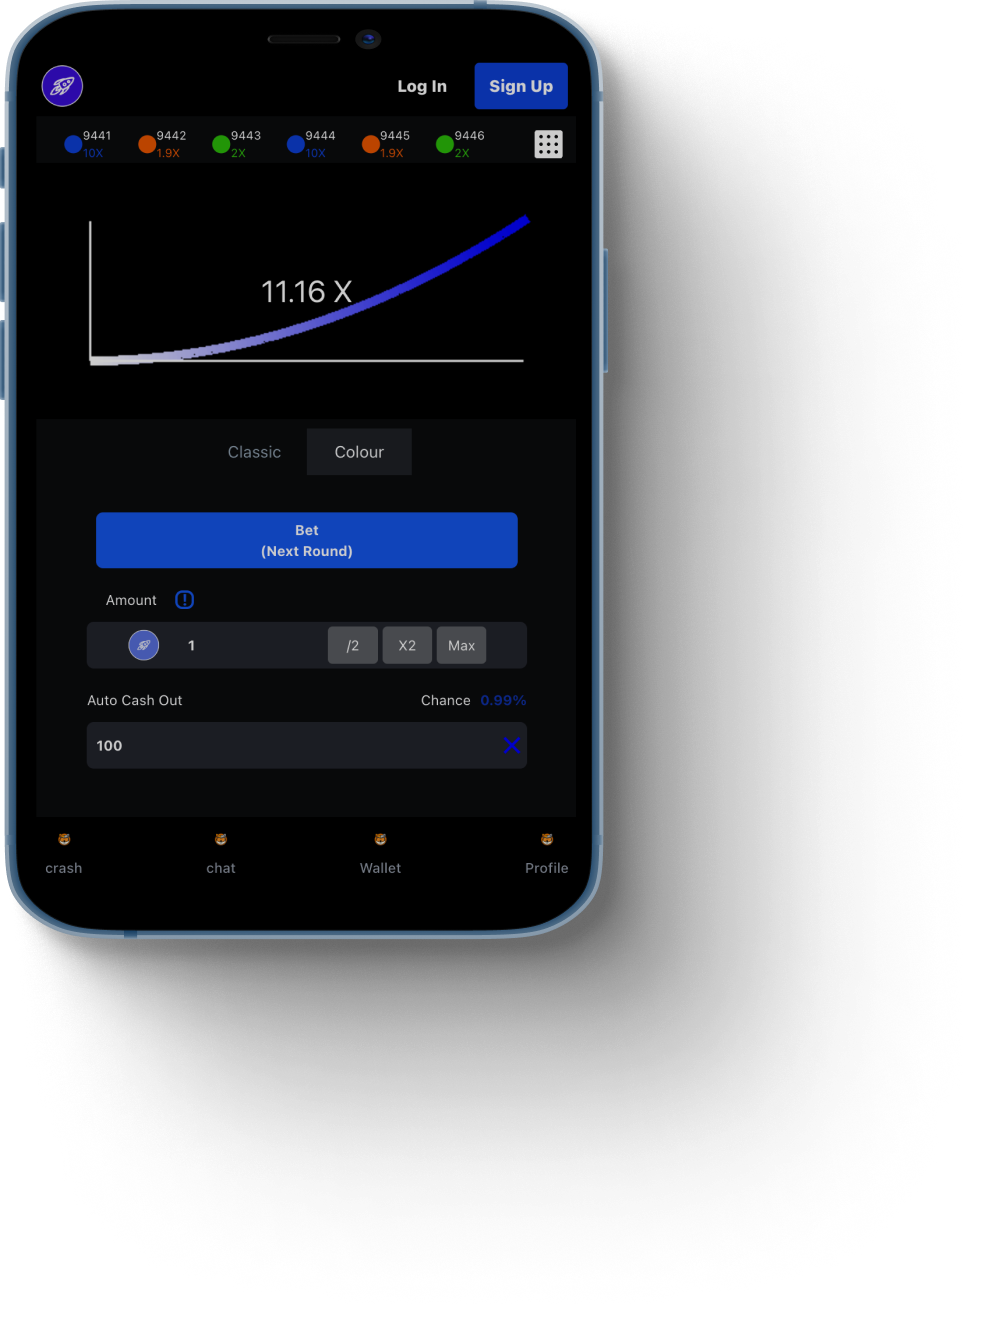 Log In Sign Up
9441 9442 9443 9444 9445 9446
10X 1.9X 2X 10X 1.9X 2X
11.16 X
Classic Colour
Bet
(Next Round)
Amount
1 /2 X2 Max
Auto Cash Out Chance 0.99%
100
crash chat Wallet Profile